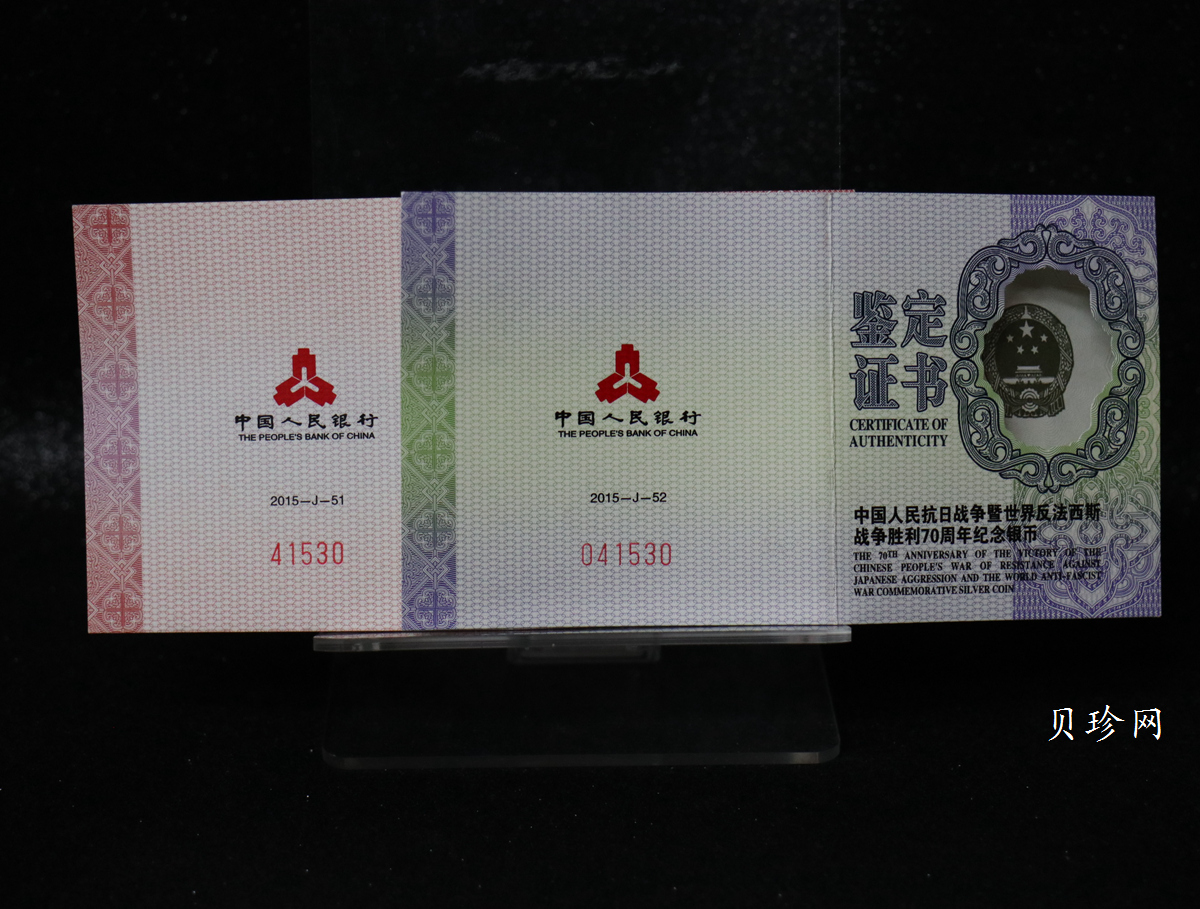 中国人民银行
THE PEOPLE'S BANK OF CHINA
2015—J—51
41530
中国人民银行
THE PEOPLE'S BANK OF CHINA
2015—J—52
041530
鉴定
证书
CERTIFICATE OF
AUTHENTICITY
中国人民抗日战争暨世界反法西斯
战争胜利70周年纪念银币
THE 70TH ANNIVERSARY OF THE VICTORY OF THE
CHINESE PEOPLE'S WAR OF RESISTANCE AGAINST
JAPANESE AGGRESSION AND THE WORLD ANTI-FASCIST
WAR COMMEMORATIVE SILVER COIN
贝珍网